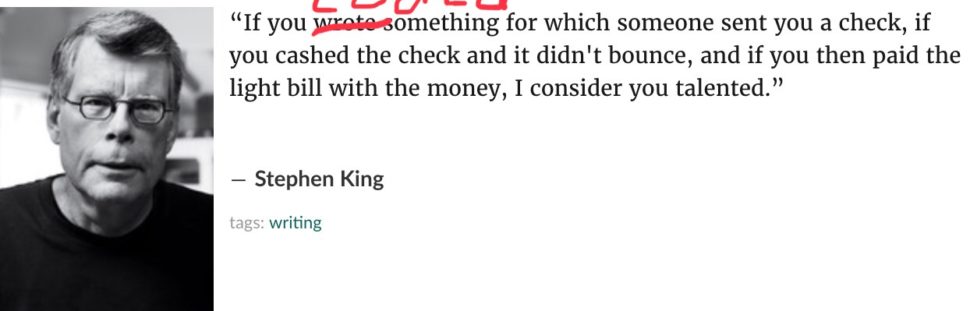 “If you wrote something for which someone sent you a check, if
you cashed the check and it didn't bounce, and if you then paid the
light bill with the money, I consider you talented.”
— Stephen King
tags: writing